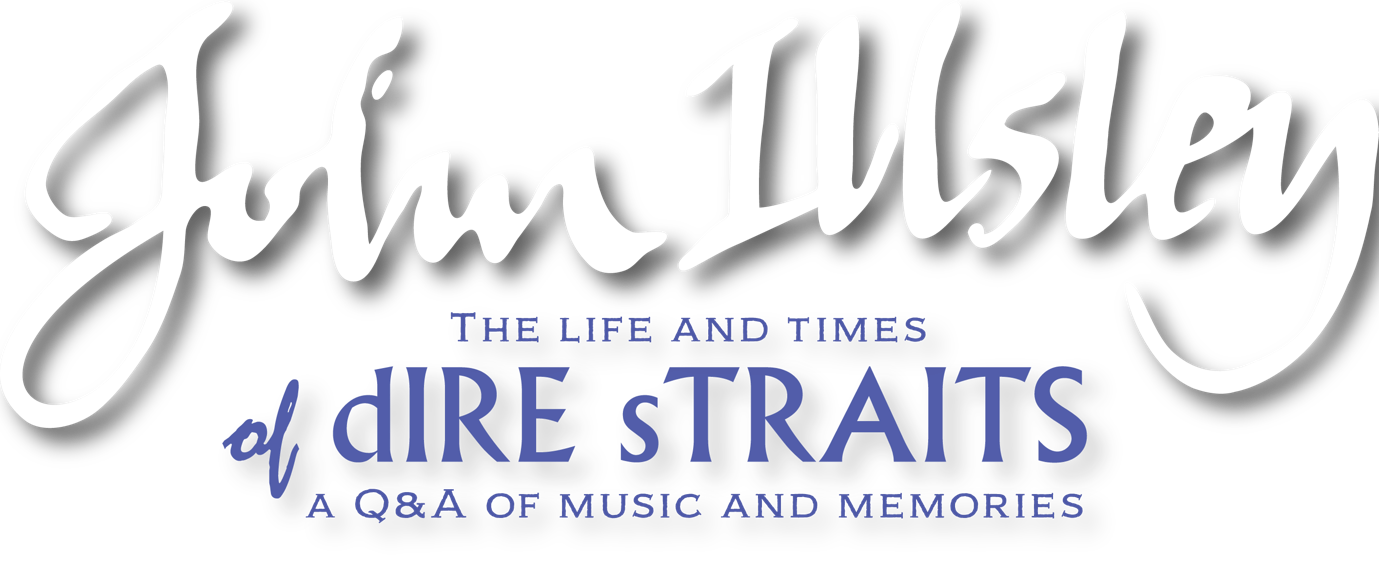 John Illsley
The life and times
of dIRE sTRAITS
a Q&A of music and memories